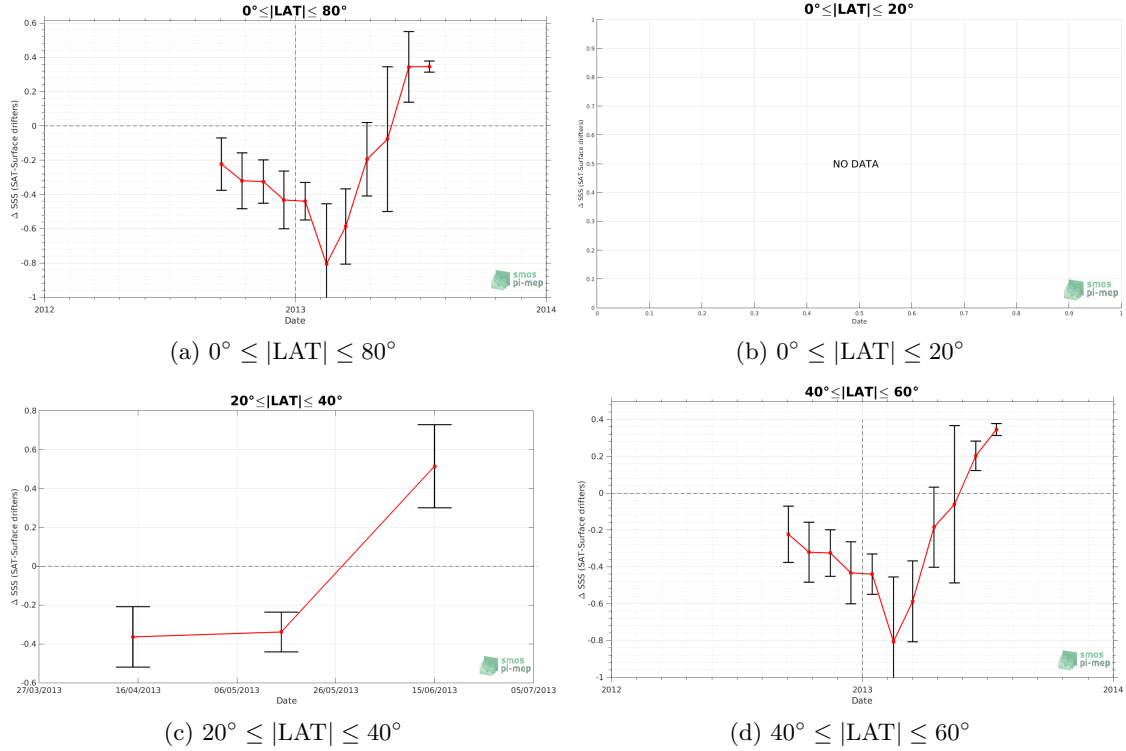 0°≤|LAT|≤ 80°
0.6
0.4
0.2
0
-0.2
-0.4
-0.6
-0.8
-1
Δ SSS (SAT-Surface drifters)
2012
2013
2014
Date
smos
pi-mep
(a) 0° ≤ |LAT| ≤ 80°
0°≤|LAT|≤ 20°
1
0.9
0.8
0.7
0.6
0.5
0.4
0.3
0.2
0.1
0
Δ SSS (SAT-Surface drifters)
NO DATA
0
0.1
0.2
0.3
0.4
0.5
0.6
0.7
0.8
0.9
1
Date
smos
pi-mep
(b) 0° ≤ |LAT| ≤ 20°
20°≤|LAT|≤ 40°
0.8
0.6
0.4
0.2
0
-0.2
-0.4
-0.6
Δ SSS (SAT-Surface drifters)
27/03/2013
16/04/2013
06/05/2013
26/05/2013
15/06/2013
05/07/2013
Date
smos
pi-mep
(c) 20° ≤ |LAT| ≤ 40°
40°≤|LAT|≤ 60°
0.4
0.2
0
-0.2
-0.4
-0.6
-0.8
-1
Δ SSS (SAT-Surface drifters)
2012
2013
2014
Date
smos
pi-mep
(d) 40° ≤ |LAT| ≤ 60°